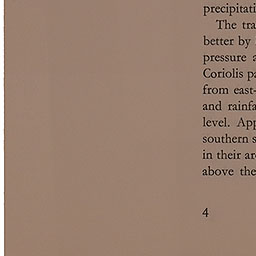 precipitati
The tra
better by
pressure a
Coriolis pa
from east-
and rainfa
level. App
southern s
in their ar
above the
4